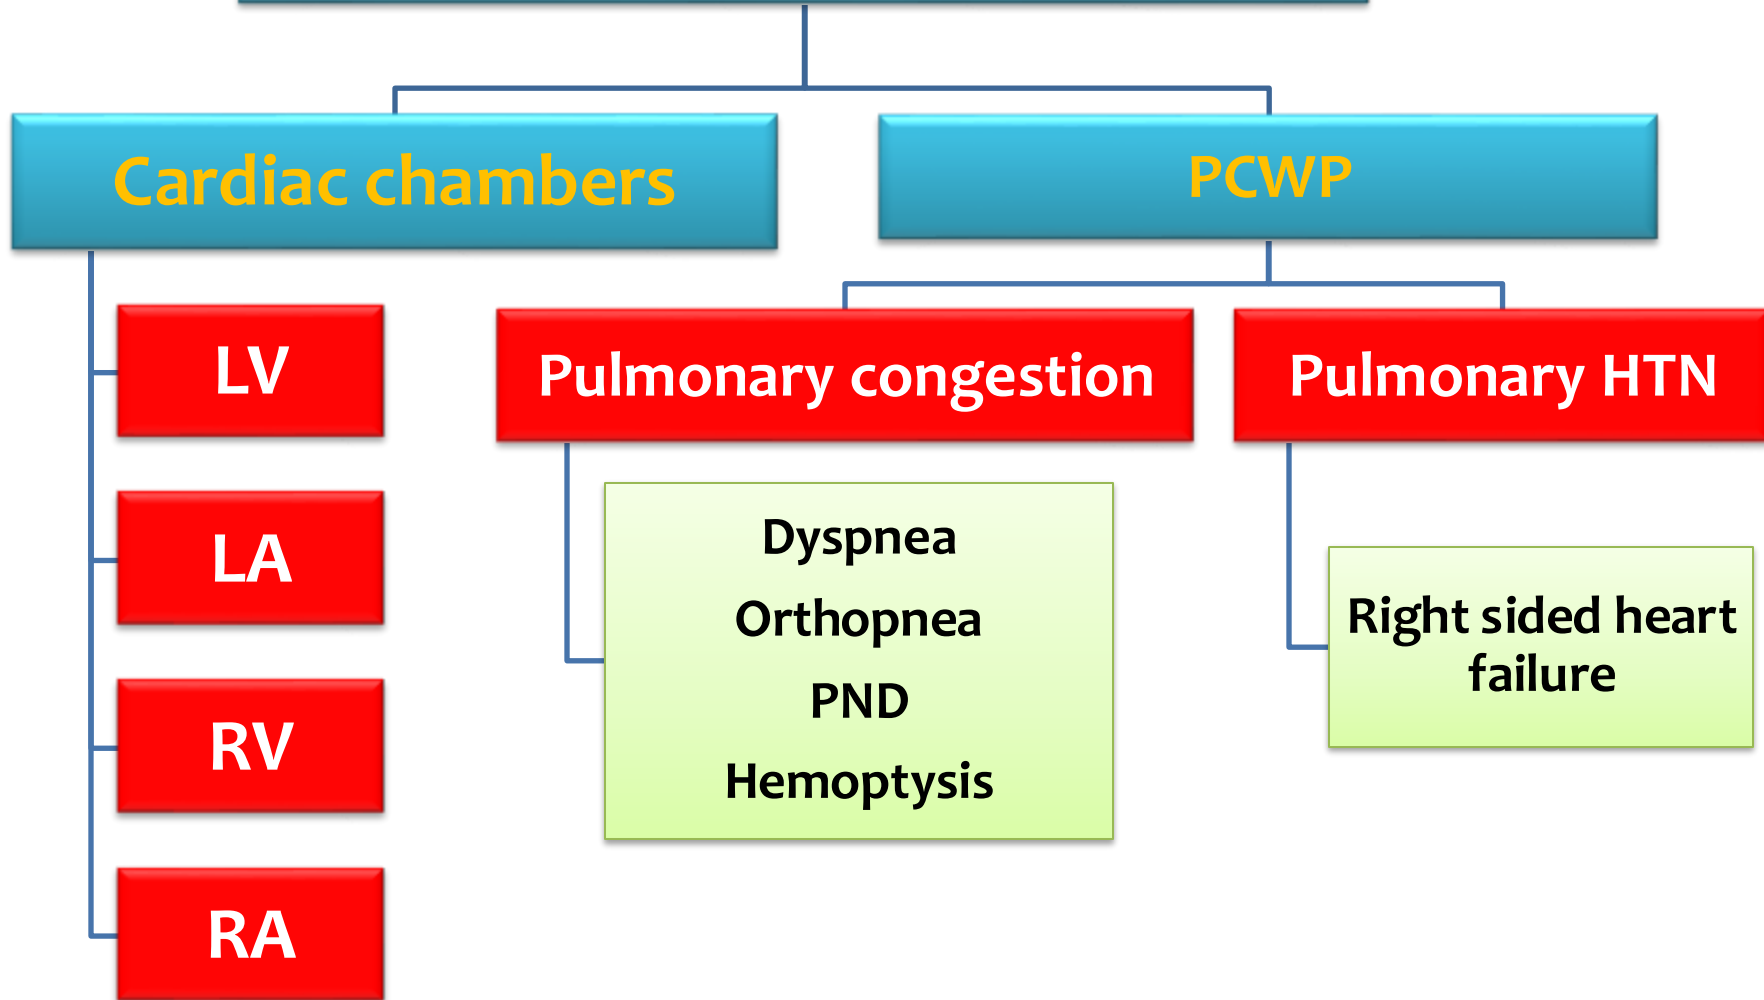 Cardiac chambers
PCWP
LV
LA
RV
RA
Pulmonary congestion
Dyspnea
Orthopnea
PND
Hemoptysis
Pulmonary HTN
Right sided heart
failure